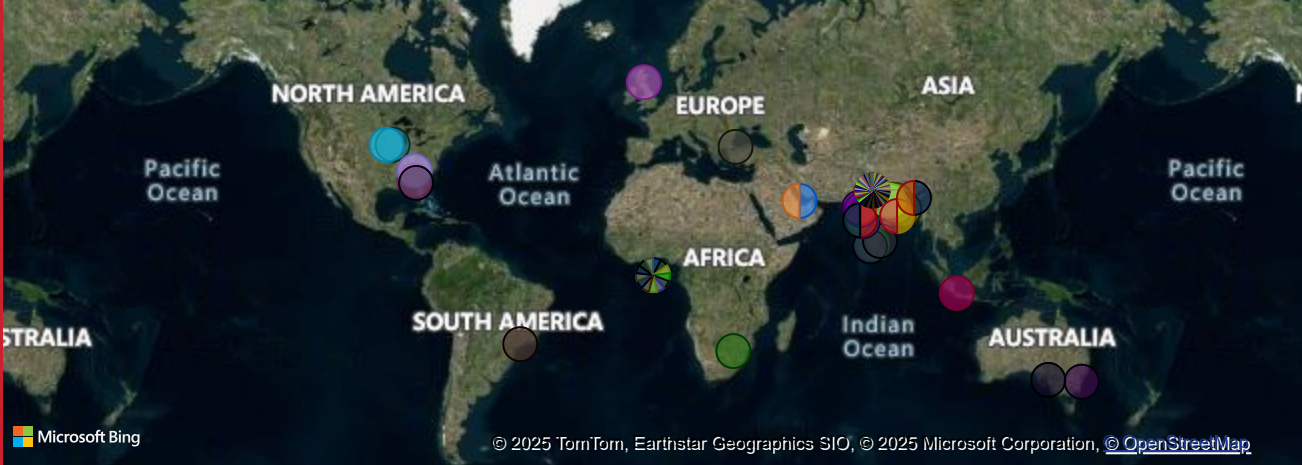 NORTH AMERICA
ASIA
EUROPE
Pacific
Ocean
Atlantic
Ocean
Pacific
Ocean
AFRICA
SOUTH AMERICA
Indian
Ocean
STRALIA
AUSTRALIA
Microsoft Bing
© 2025 TomTom, Earthstar Geographics SIO, © 2025 Microsoft Corporation, © OpenStreetMap